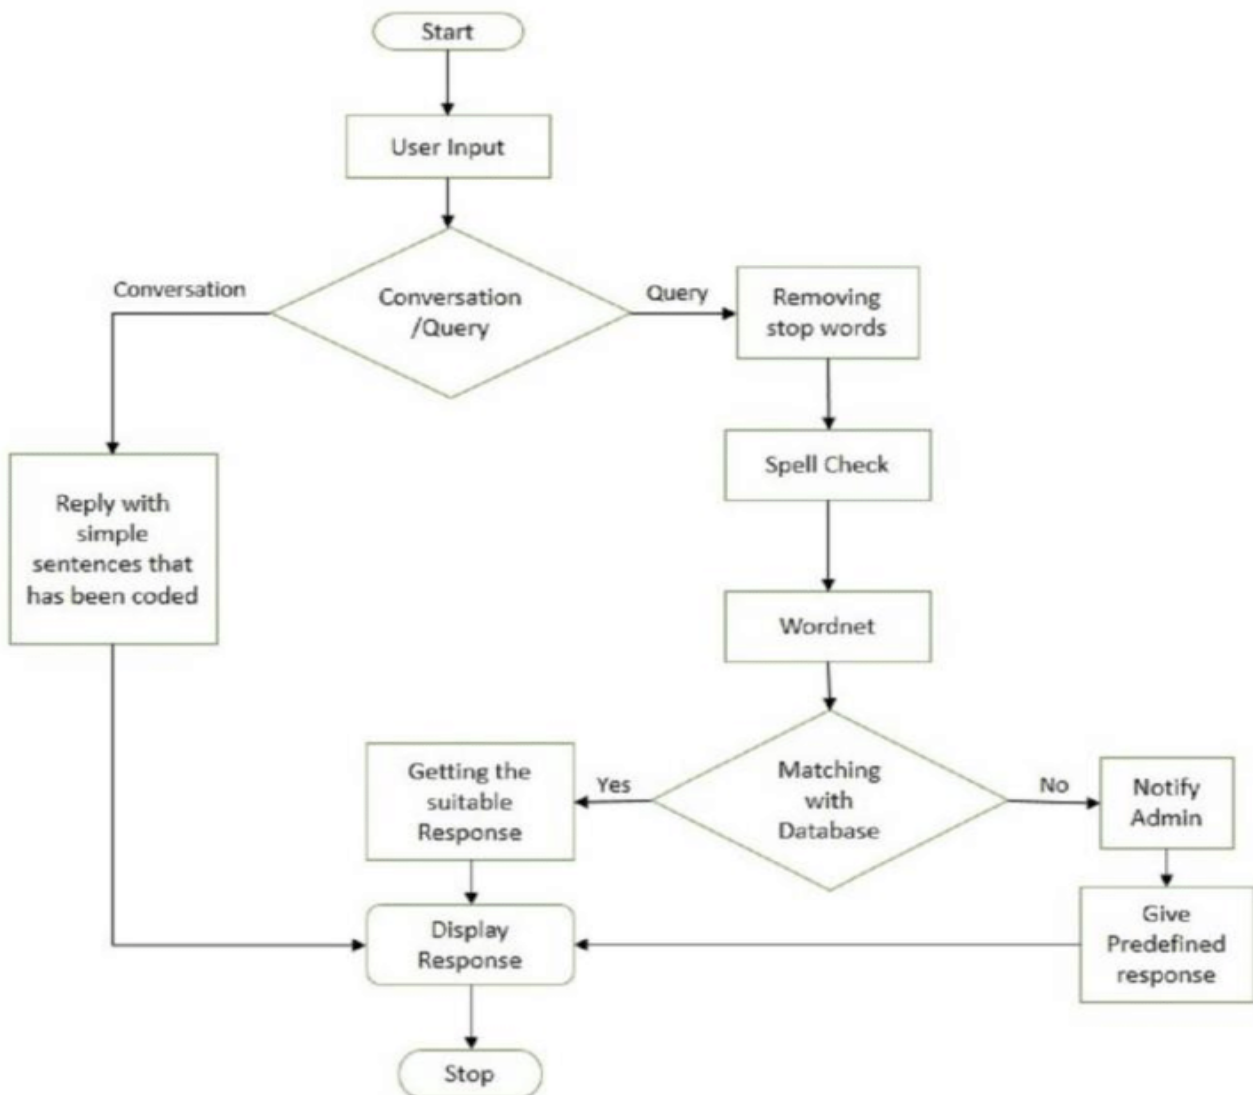 Start
User Input
Conversation
Conversation
/Query
Query
Removing
stop words
Spell Check
Reply with
simple
sentences that
has been coded
Wordnet
Getting the
suitable
Response
Yes
Matching
with
Database
No
Notify
Admin
Display
Response
Give
Predefined
response
Stop